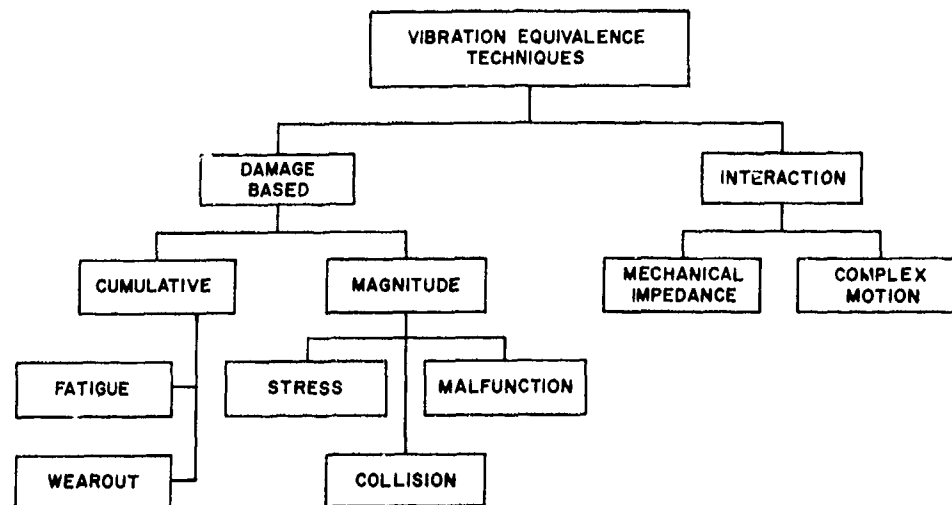 VIBRATION EQUIVALENCE
TECHNIQUES
DAMAGE
BASED
INTERACTION
CUMULATIVE
MAGNITUDE
MECHANICAL
IMPEDANCE
COMPLEX
MOTION
FATIGUE
STRESS
MALFUNCTION
WEAROUT
COLLISION